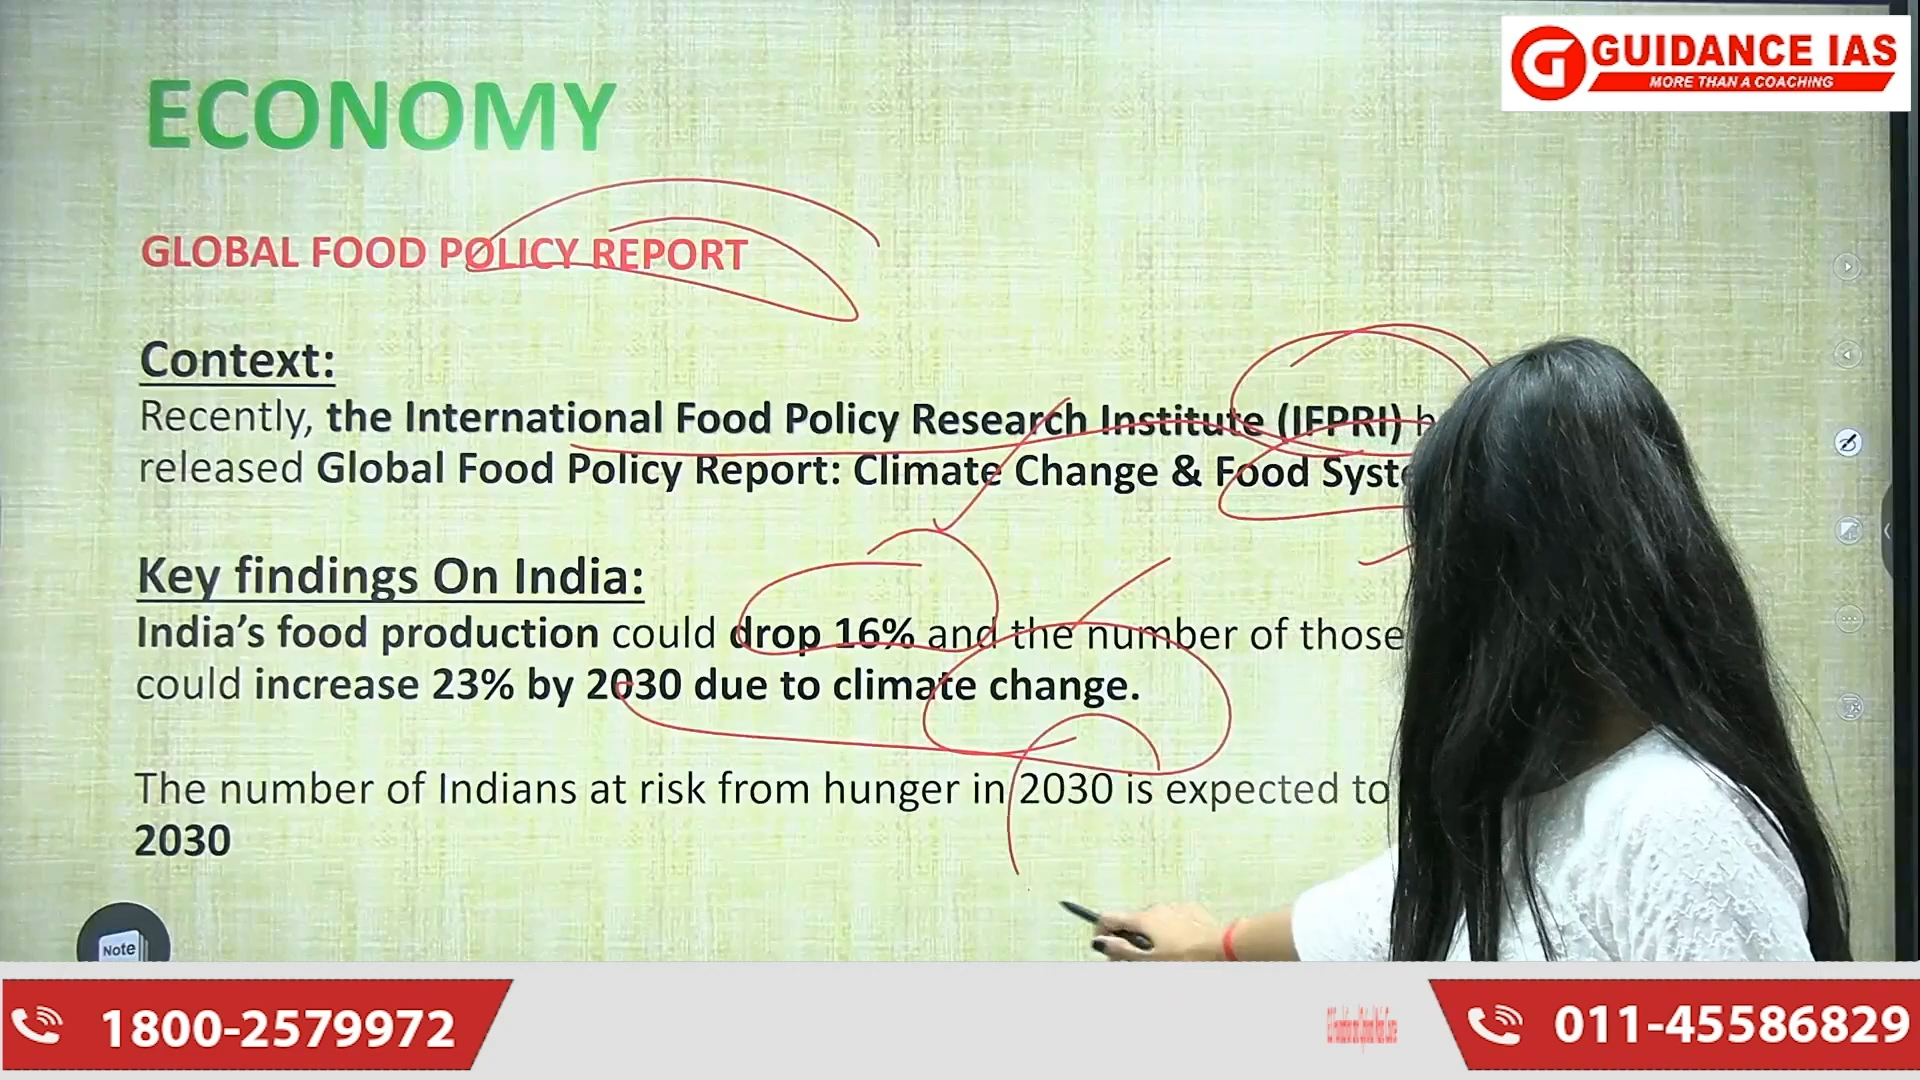 GUIDANCE IAS
MORE THAN A COACHING
ECONOMY
GLOBAL FOOD POLICY REPORT
Context:
Recently, the International Food Policy Research Institute (IFPRI)
released Global Food Policy Report: Climate Change & Food
Key findings On India:
India’s food production could drop 16% and the number of those
could increase 23% by 2030 due to climate change.
The number of Indians at risk from hunger in 2030 is expected to
2030
Note
1800-2579972
011-45586829